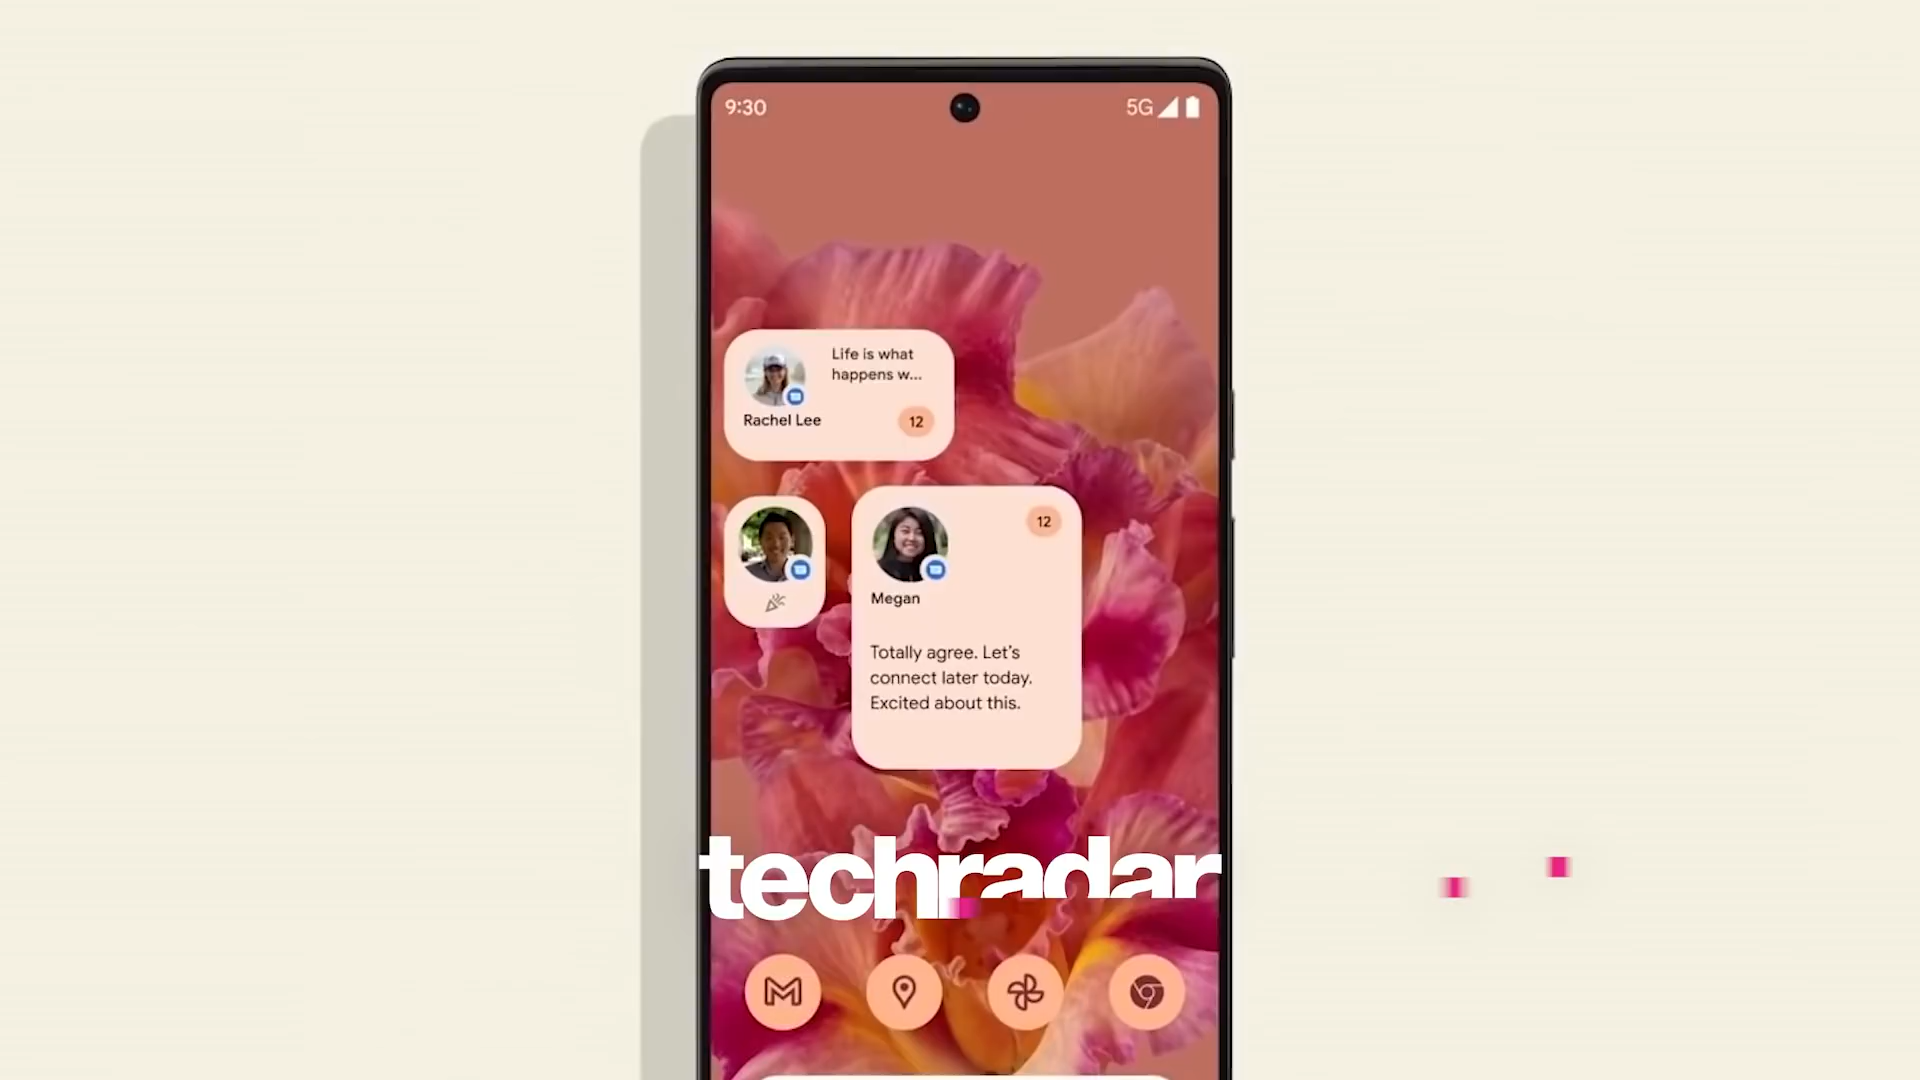 9:30
5G
Life is what
happens w...
Rachel Lee
12
12
Megan
Totally agree. Let's
connect later today.
Excited about this.
techradar